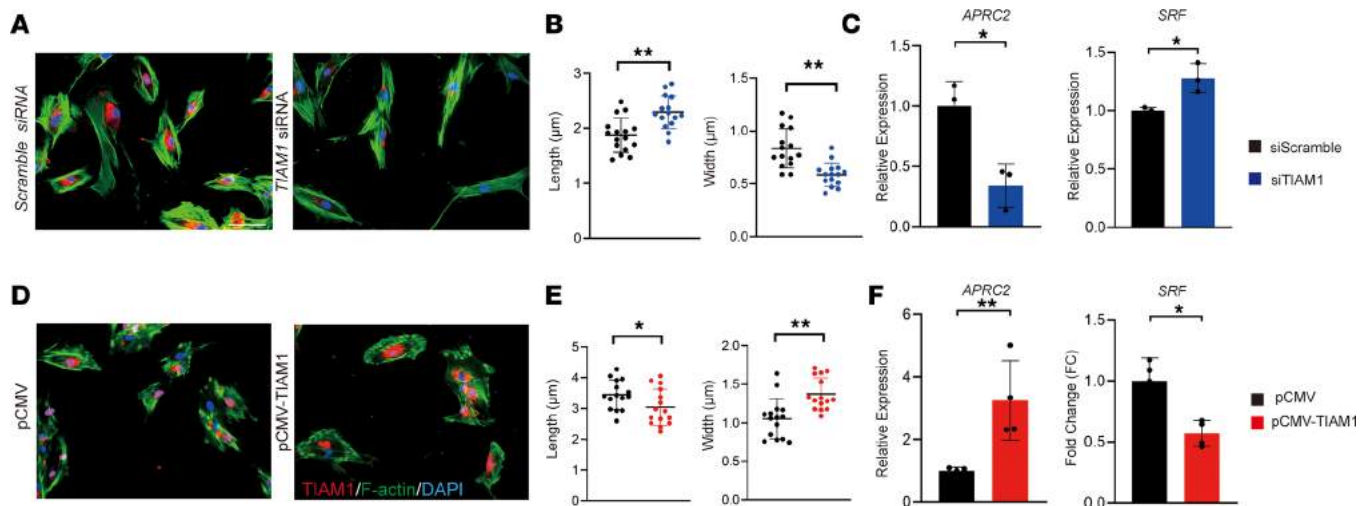 A
Scramble siRNA
TIAM1 siRNA
B
**
Length (µm)
3
2
1
0
**
Width (µm)
1.5
1.0
0.5
0.0
C
APRC2
*
Relative Expression
1.5
1.0
0.5
0.0
SRF
*
Relative Expression
1.5
1.0
0.5
0.0
siScramble
siTIAM1
D
pCMV
pCMV-TIAM1
TIAM1/F-actin/DAPI
E
*
Length (µm)
5
4
3
2
1
0
**
Width (µm)
2.0
1.5
1.0
0.5
0.0
F
APRC2
**
Relative Expression
6
4
2
0
SRF
*
Fold Change (FC)
1.5
1.0
0.5
0.0
pCMV
pCMV-TIAM1